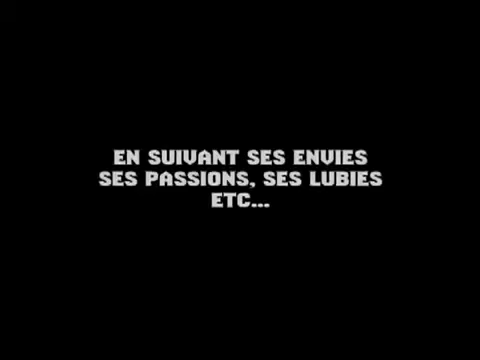 EN SUIVANT SES ENVIES
SES PASSIONS, SES LUBIES
ETC...